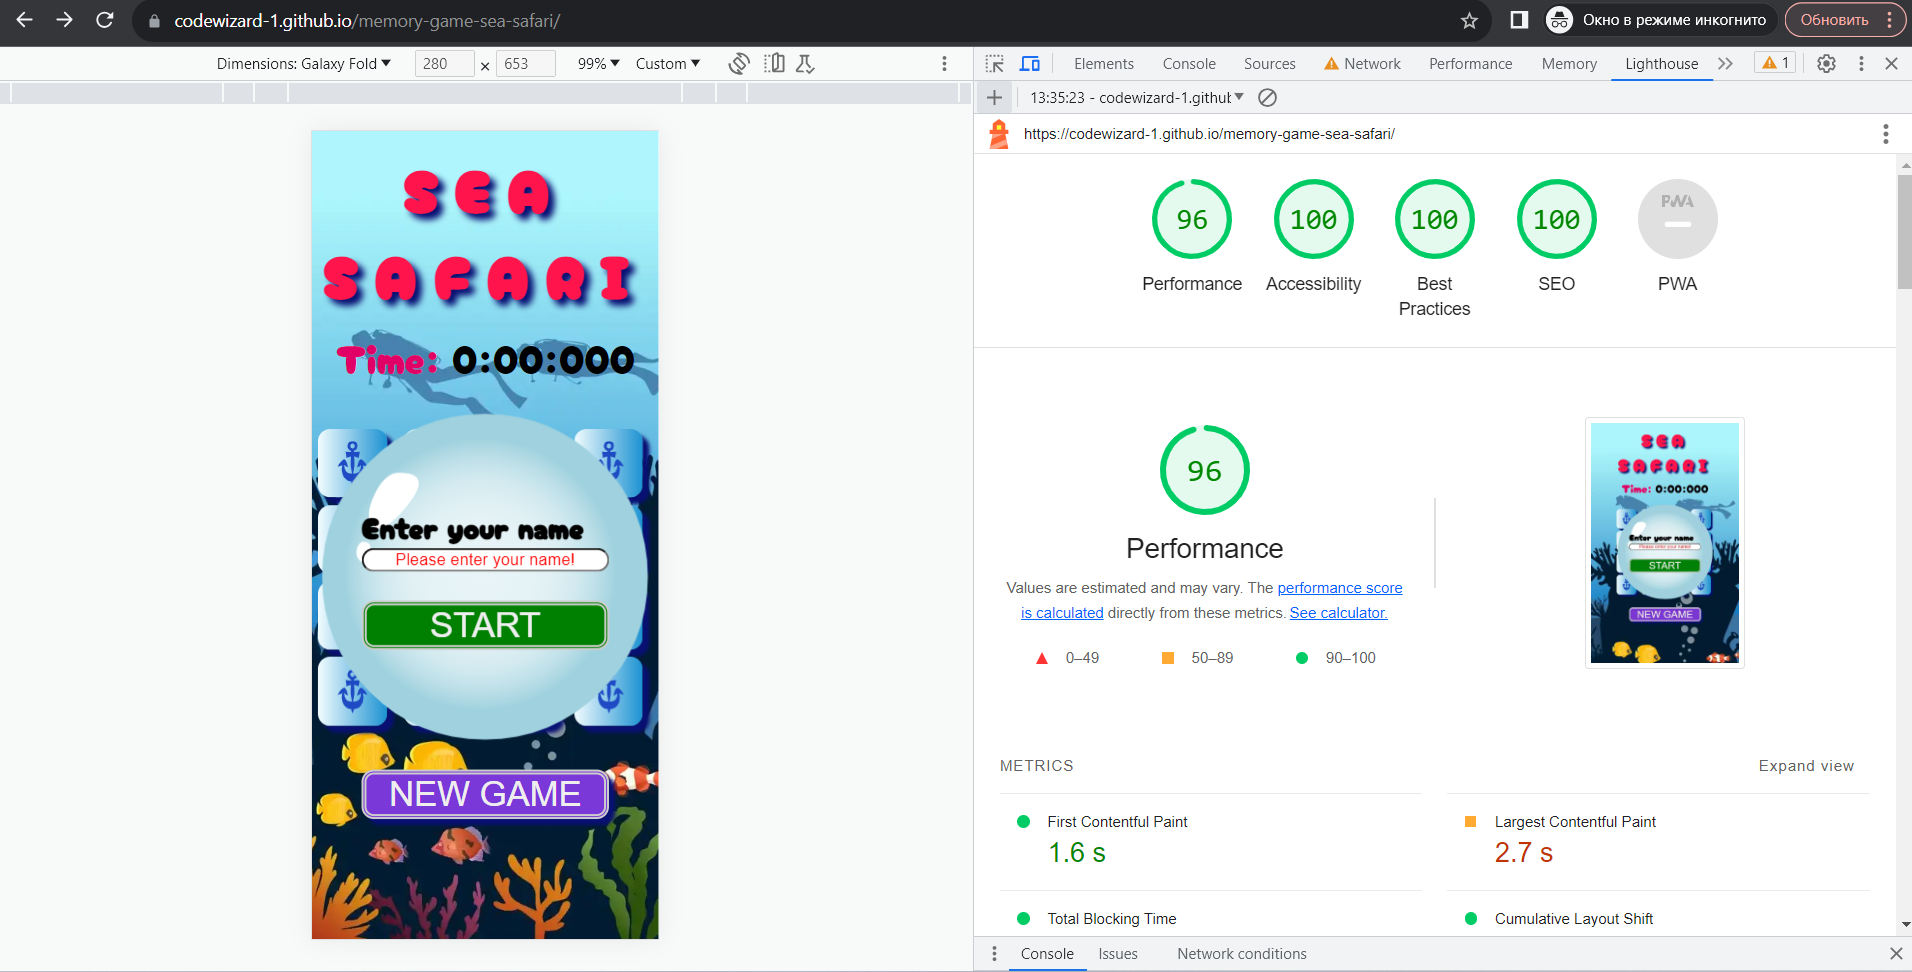 codewizard-1.github.io/memory-game-sea-safari/
Окно в режиме инкогнито
Обновить
Dimensions: Galaxy Fold
280 × 653
99%
Custom
Elements
Console
Sources
Network
Performance
Memory
Lighthouse
1
13:35:23 - codewizard-1.githul
https://codewizard-1.github.io/memory-game-sea-safari/
SEA
SAFARI
Time: 0:00:000
Enter your name
Please enter your name!
START
NEW GAME
96
100
100
100
PWA
Performance
Accessibility
Best
Practices
SEO
PWA
96
Performance
Values are estimated and may vary. The performance score
is calculated directly from these metrics. See calculator.
0–49
50–89
90–100
SEA
SAFARI
Time: 0:00:000
Enter your name
Please enter your name!
START
NEW GAME
METRICS
Expand view
First Contentful Paint
1.6 s
Largest Contentful Paint
2.7 s
Total Blocking Time
Cumulative Layout Shift
Console
Issues
Network conditions